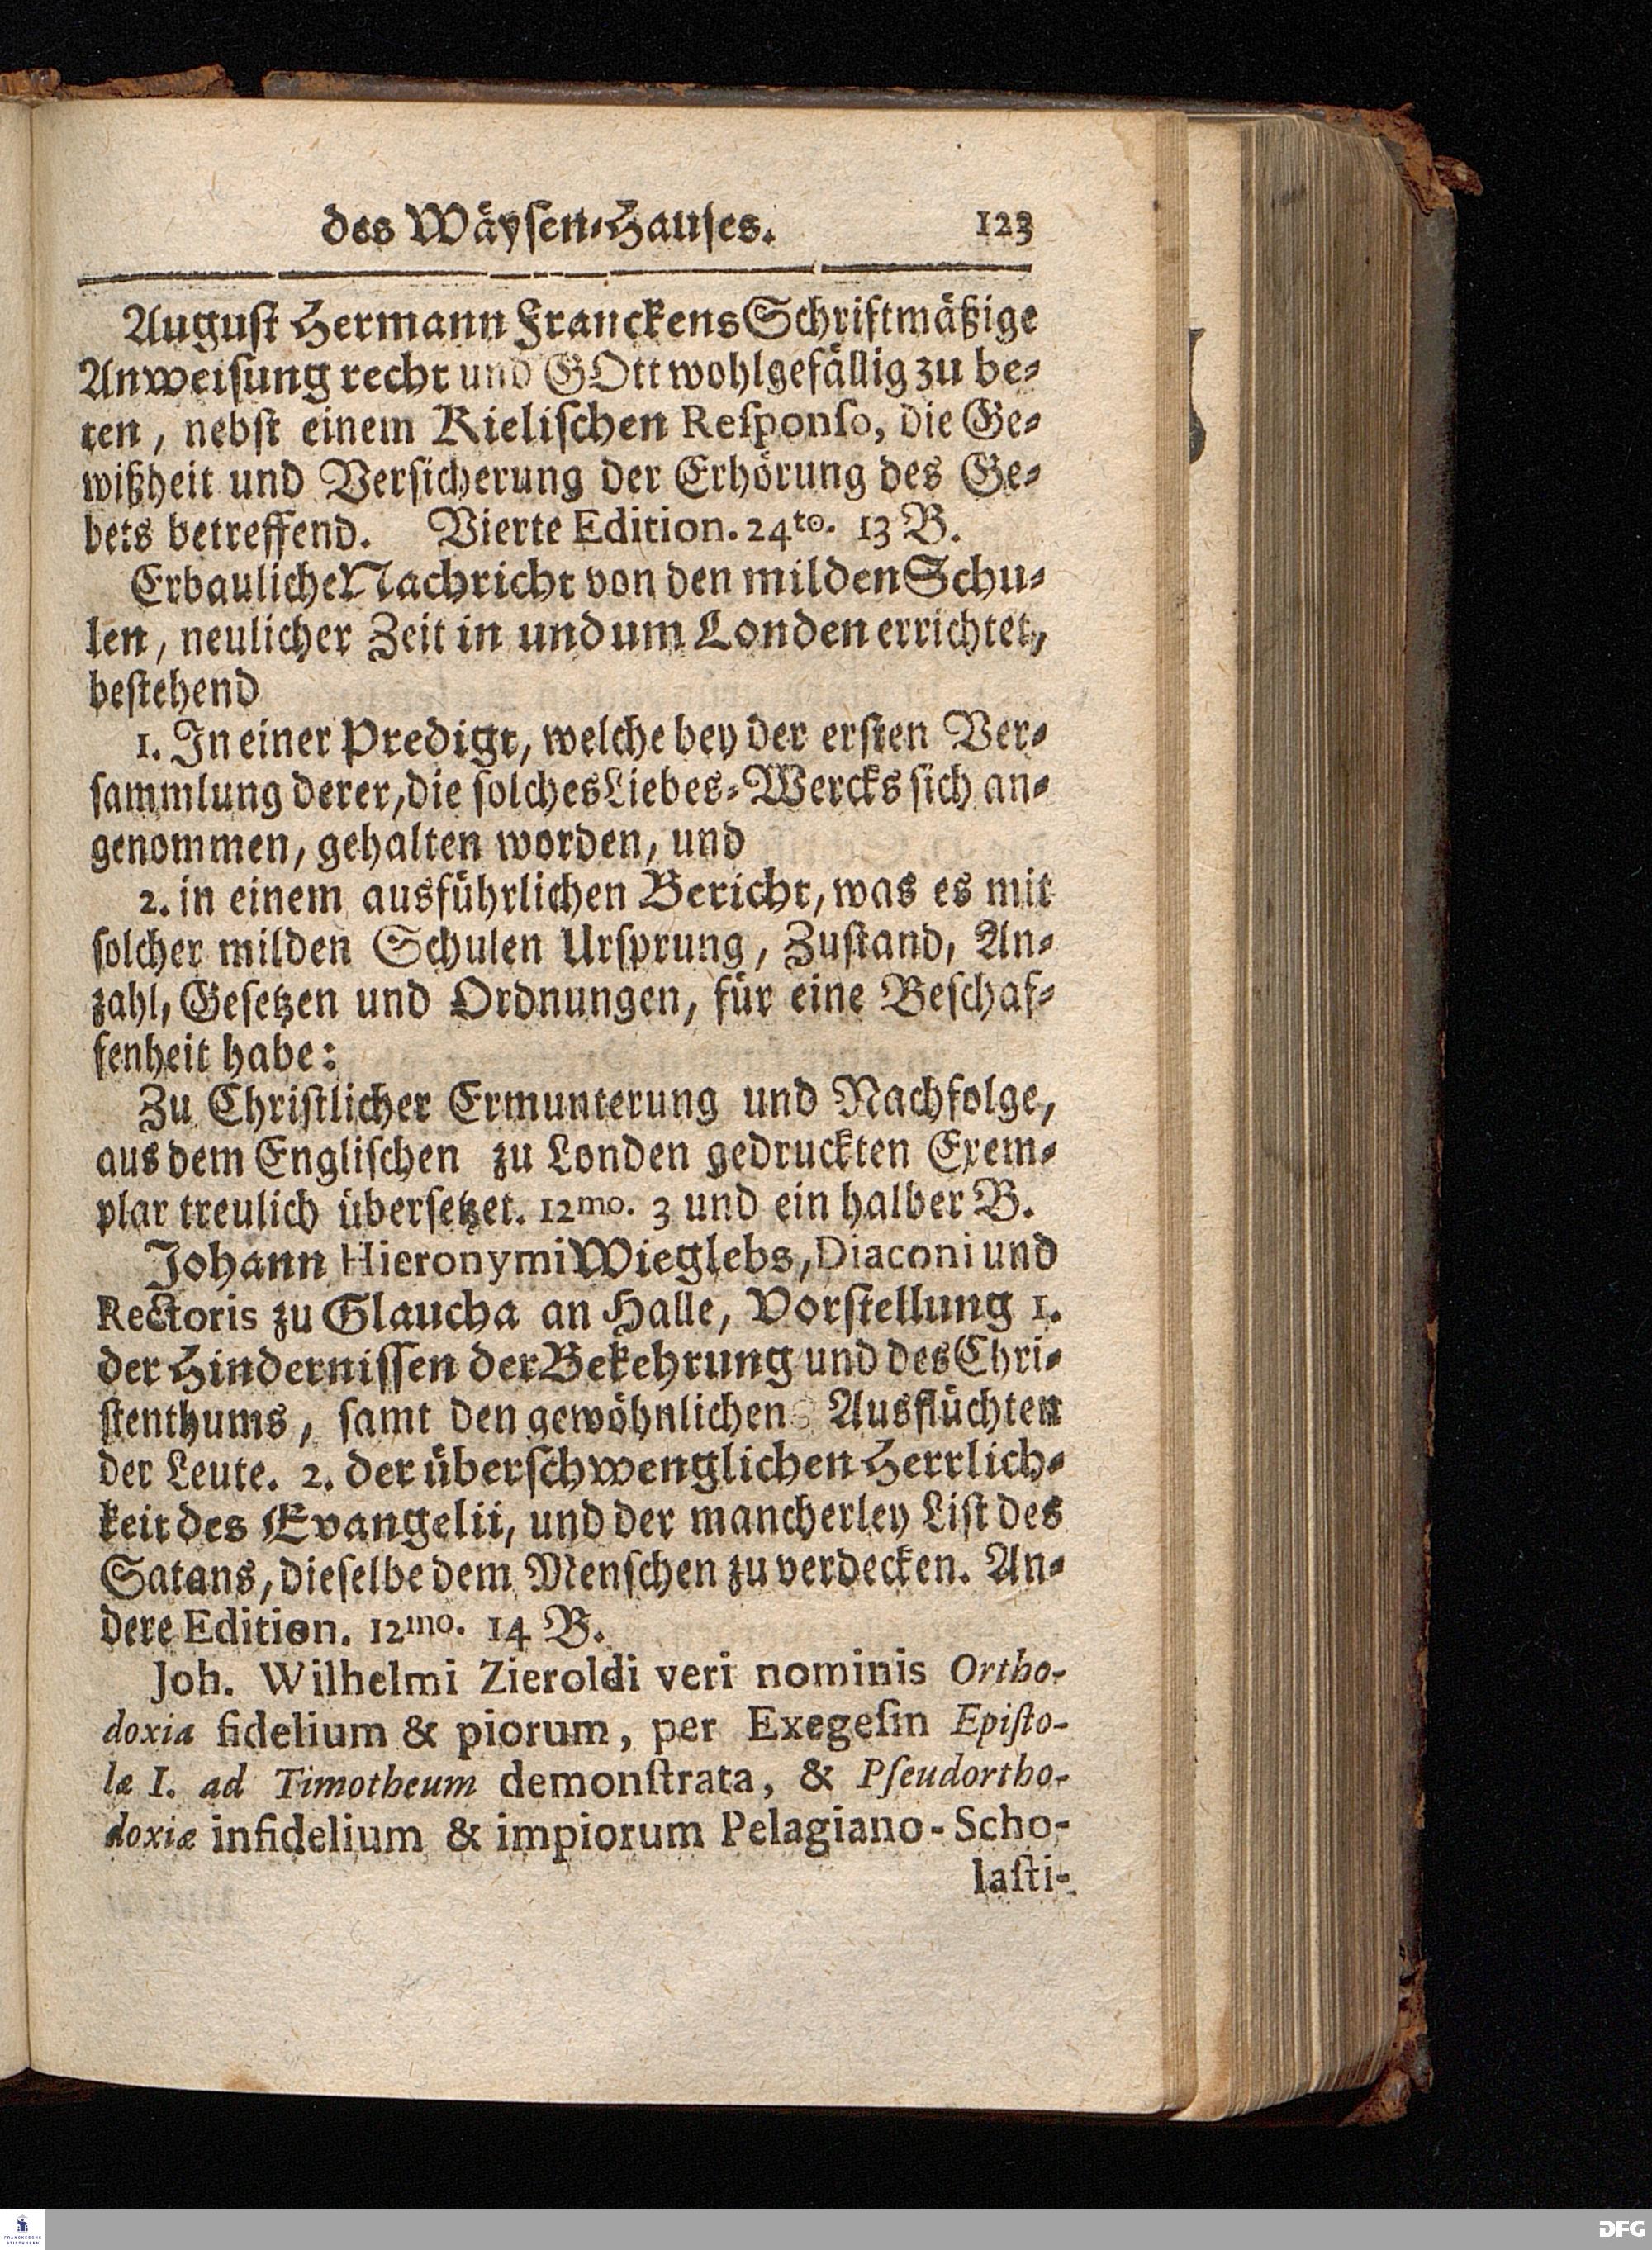 des Wäysen-Hauses. 123
August Hermann Franckens Schriftmäßige
Anweisung recht und GOtt wohlgefällig zu be-
ten, nebst einem Kielischen Reſponſo, die Ge-
wißheit und Versicherung der Erhörung des Ge-
bets betreffend. Vierte Edition. 24to. 13 B.
Erbauliche Nachricht von den milden Schu-
len, neulicher Zeit in und um Londen errichtet,
bestehend
1. In einer Predigt, welche bey der ersten Ver-
sammlung derer, die solches Liebes-Wercks sich an-
genommen, gehalten worden, und
2. in einem ausführlichen Bericht, was es mit
solcher milden Schulen Ursprung, Zustand, An-
zahl, Gesetzen und Ordnungen, für eine Beschaf-
fenheit habe:
Zu Christlicher Ermunterung und Nachfolge,
aus dem Englischen zu Londen gedruckten Exem-
plar treulich übersetzet. 12mo. 3 und ein halber B.
Johann Hieronymi Wieglebs, Diaconi und
Rectoris zu Glaucha an Halle, Vorstellung 1.
der Hindernissen der Bekehrung und des Chri-
stenthums, samt den gewöhnlichen Ausflüchten
der Leute. 2. der überschwenglichen Herrlich-
keit des Evangelii, und der mancherley List des
Satans, dieselbe dem Menschen zu verdecken. An-
dere Edition. 12mo. 14 B.
Joh. Wilhelmi Zieroldi veri nominis Ortho-
doxia fidelium & piorum, per Exegeſin Epiſto-
læ I. ad Timotheum demonſtrata, & Pſeudortho-
doxiæ infidelium & impiorum Pelagiano-Scho-
laſti-
FRANCKESCHE
STIFTUNGEN
DFG